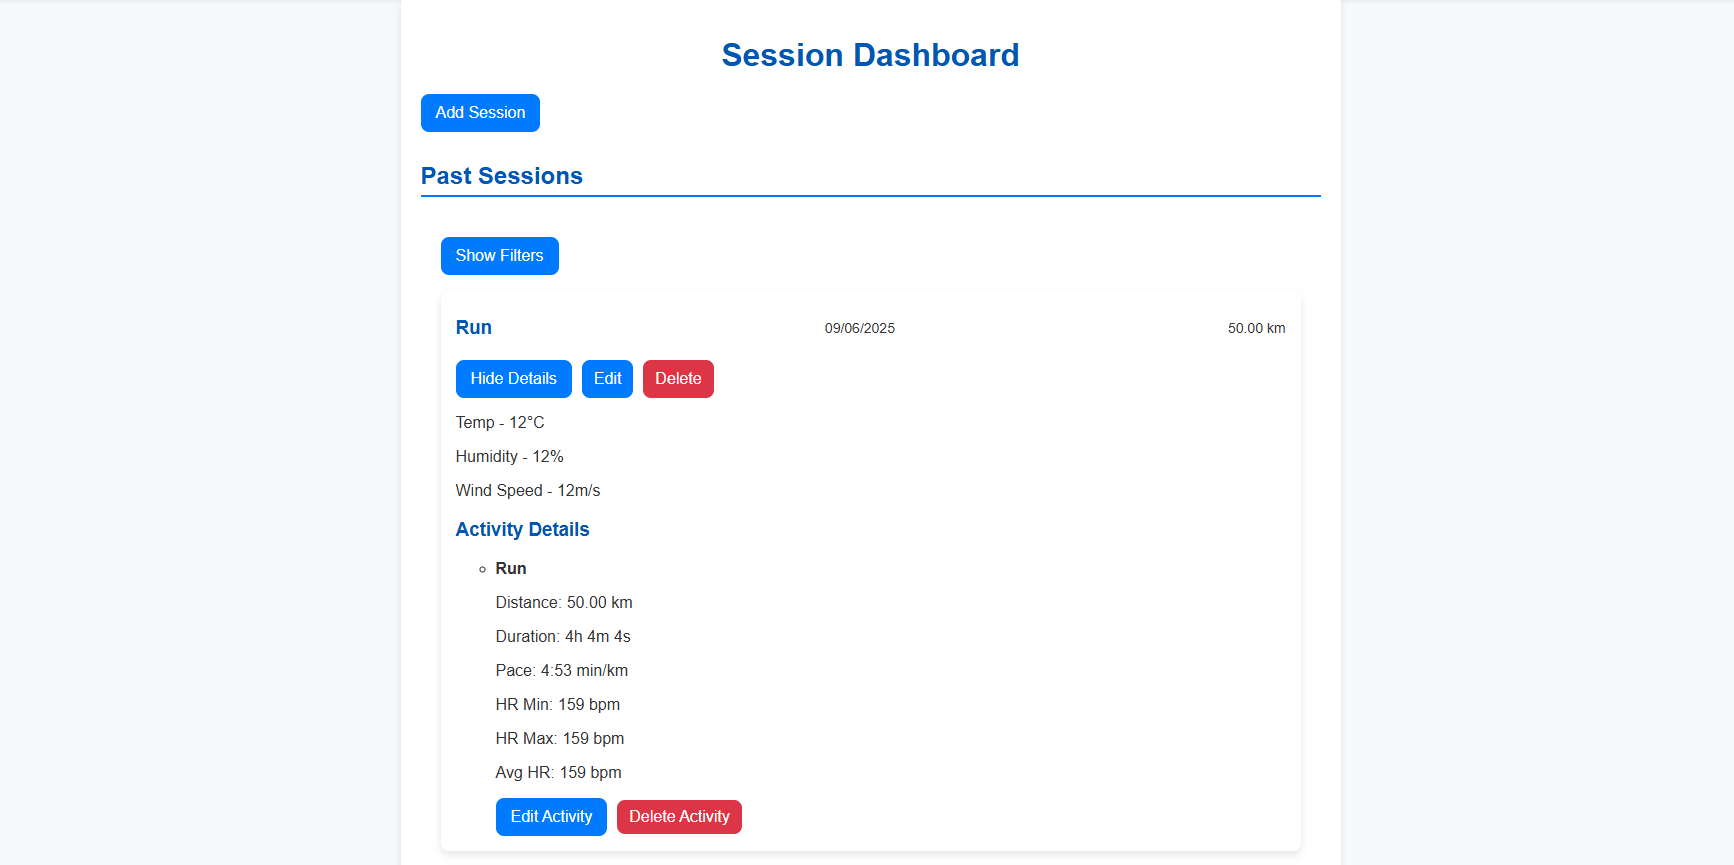 Session Dashboard
Add Session
Past Sessions
Show Filters
Run 09/06/2025 50.00 km
Hide Details Edit Delete
Temp - 12°C
Humidity - 12%
Wind Speed - 12m/s
Activity Details
Run
Distance: 50.00 km
Duration: 4h 4m 4s
Pace: 4:53 min/km
HR Min: 159 bpm
HR Max: 159 bpm
Avg HR: 159 bpm
Edit Activity Delete Activity